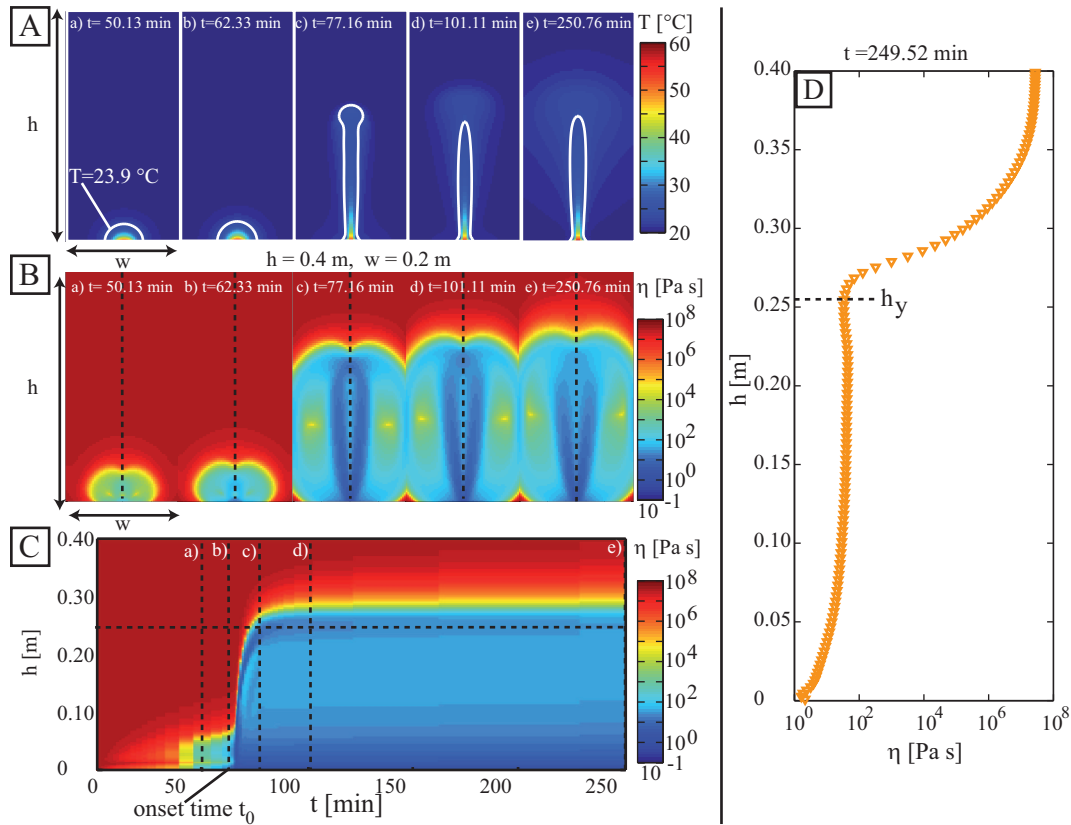 A
a) t= 50.13 min
b) t=62.33 min
c) t=77.16 min
d) t=101.11 min
e) t=250.76 min
T [°C]
60
50
40
30
20
h
T=23.9 °C
w
h = 0.4 m, w = 0.2 m
B
a) t= 50.13 min
b) t=62.33 min
c) t=77.16 min
d) t=101.11 min
e) t=250.76 min
η [Pa s]
10^8
10^6
10^4
10^2
10^0
10^-1
h
w
C
a)
b)
c)
d)
e)
η [Pa s]
10^8
10^6
10^4
10^2
10^0
10^-1
0.40
0.30
0.20
0.10
0
h [m]
0
50
100
150
200
250
t [min]
onset time t_0
D
t =249.52 min
0.40
0.35
0.30
0.25
0.20
0.15
0.10
0.05
0
h [m]
h_y
10^0
10^2
10^4
10^6
10^8
η [Pa s]